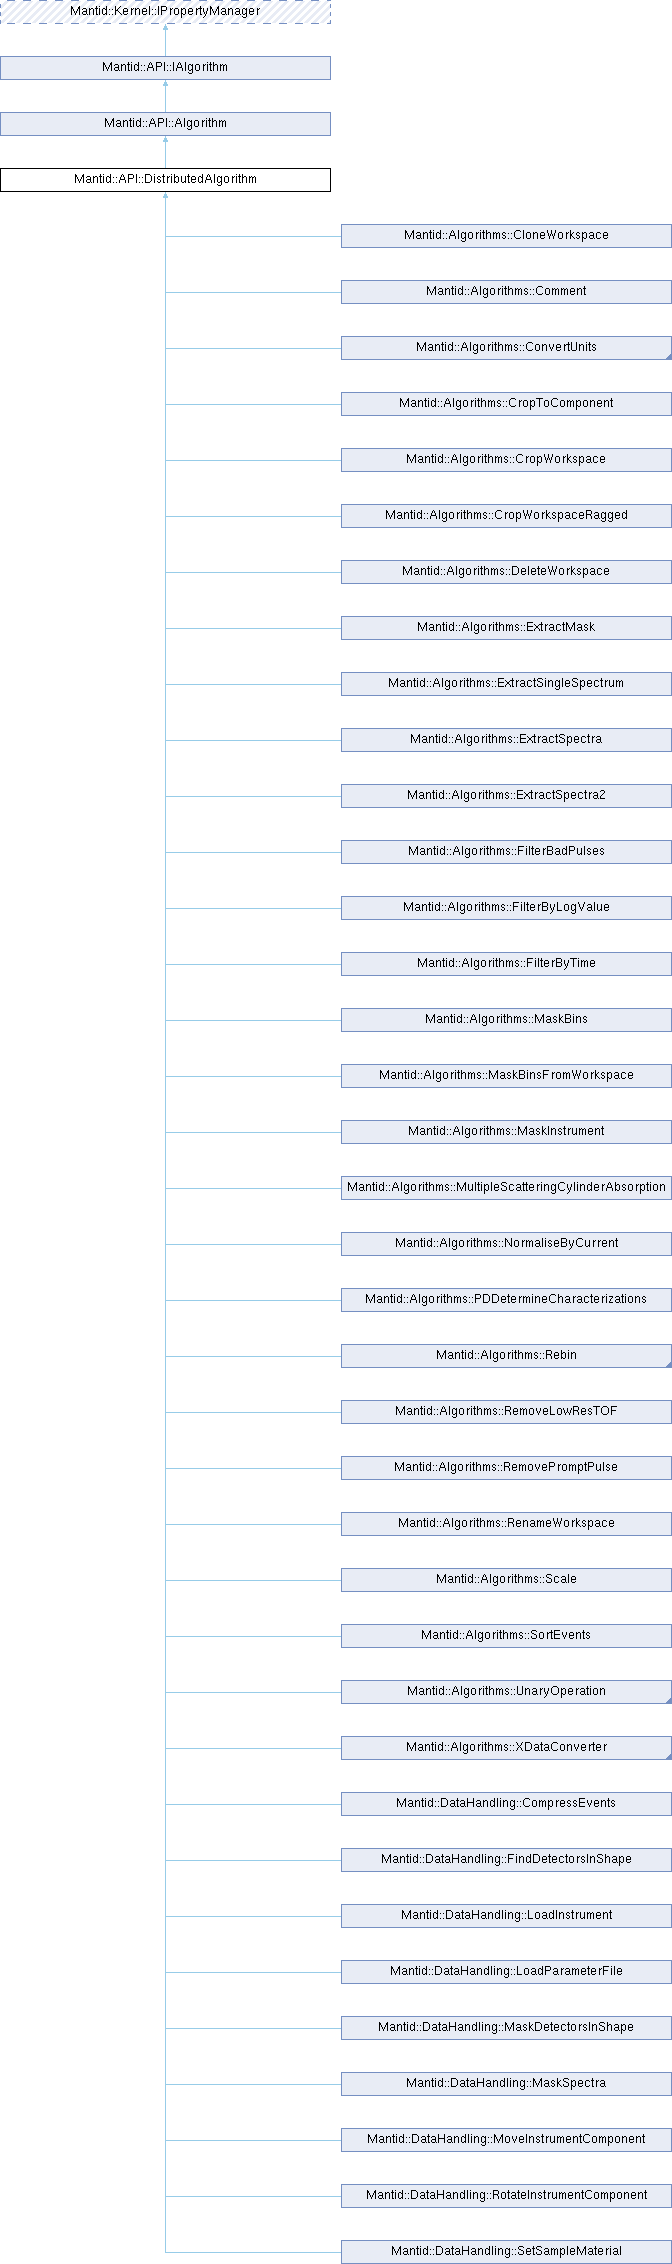 Mantid::Kernel::IPropertyManager
Mantid::API::IAlgorithm
Mantid::API::Algorithm
Mantid::API::DistributedAlgorithm
Mantid::Algorithms::CloneWorkspace
Mantid::Algorithms::Comment
Mantid::Algorithms::ConvertUnits
Mantid::Algorithms::CropToComponent
Mantid::Algorithms::CropWorkspace
Mantid::Algorithms::CropWorkspaceRagged
Mantid::Algorithms::DeleteWorkspace
Mantid::Algorithms::ExtractMask
Mantid::Algorithms::ExtractSingleSpectrum
Mantid::Algorithms::ExtractSpectra
Mantid::Algorithms::ExtractSpectra2
Mantid::Algorithms::FilterBadPulses
Mantid::Algorithms::FilterByLogValue
Mantid::Algorithms::FilterByTime
Mantid::Algorithms::MaskBins
Mantid::Algorithms::MaskBinsFromWorkspace
Mantid::Algorithms::MaskInstrument
Mantid::Algorithms::MultipleScatteringCylinderAbsorption
Mantid::Algorithms::NormaliseByCurrent
Mantid::Algorithms::PDDetermineCharacterizations
Mantid::Algorithms::Rebin
Mantid::Algorithms::RemoveLowResTOF
Mantid::Algorithms::RemovePromptPulse
Mantid::Algorithms::RenameWorkspace
Mantid::Algorithms::Scale
Mantid::Algorithms::SortEvents
Mantid::Algorithms::UnaryOperation
Mantid::Algorithms::XDataConverter
Mantid::DataHandling::CompressEvents
Mantid::DataHandling::FindDetectorsInShape
Mantid::DataHandling::LoadInstrument
Mantid::DataHandling::LoadParameterFile
Mantid::DataHandling::MaskDetectorsInShape
Mantid::DataHandling::MaskSpectra
Mantid::DataHandling::MoveInstrumentComponent
Mantid::DataHandling::RotateInstrumentComponent
Mantid::DataHandling::SetSampleMaterial